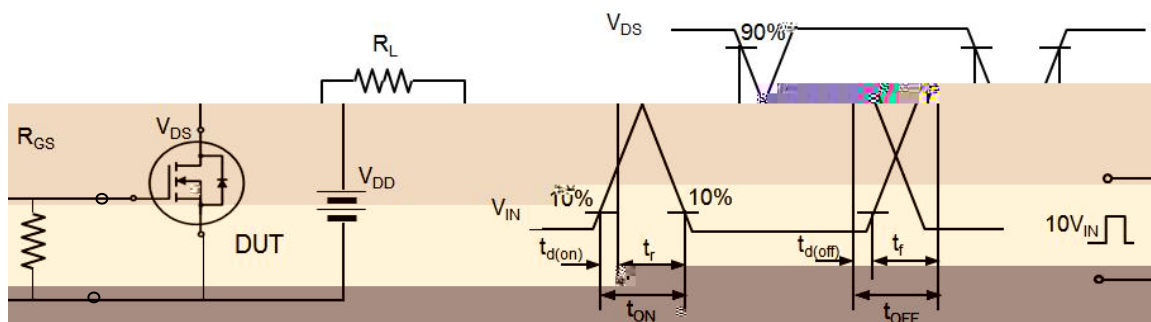 V_DS
90%
R_L
R_GS
V_DS
V_DD
V_IN
10%
10%
10V_IN
DUT
t_d(on)
t_r
t_d(off)
t_f
t_ON
t_OFF